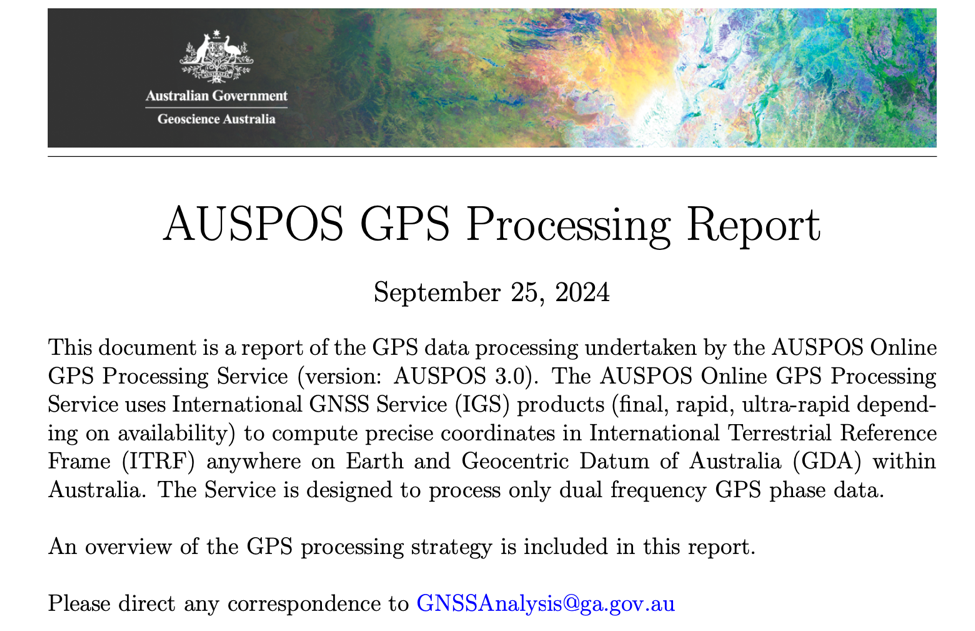 Australian Government
Geoscience Australia
AUSPOS GPS Processing Report
September 25, 2024
This document is a report of the GPS data processing undertaken by the AUSPOS Online
GPS Processing Service (version: AUSPOS 3.0). The AUSPOS Online GPS Processing
Service uses International GNSS Service (IGS) products (final, rapid, ultra-rapid depend-
ing on availability) to compute precise coordinates in International Terrestrial Reference
Frame (ITRF) anywhere on Earth and Geocentric Datum of Australia (GDA) within
Australia. The Service is designed to process only dual frequency GPS phase data.
An overview of the GPS processing strategy is included in this report.
Please direct any correspondence to GNSSAnalysis@ga.gov.au